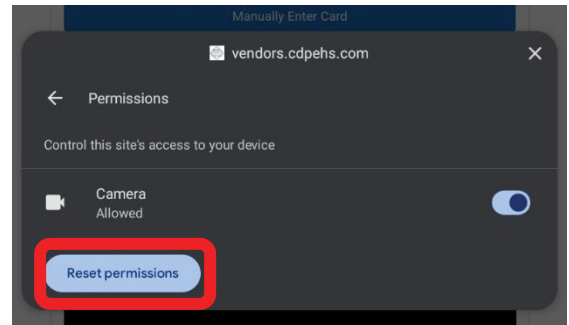 Manually Enter Card
vendors.cdpehs.com
Permissions
Control this site's access to your device
Camera
Allowed
Reset permissions